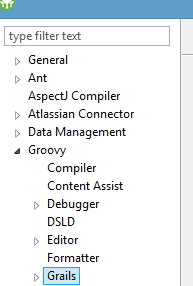 type filter text
General
Ant
AspectJ Compiler
Atlassian Connector
Data Management
Groovy
Compiler
Content Assist
Debugger
DSLD
Editor
Formatter
Grails